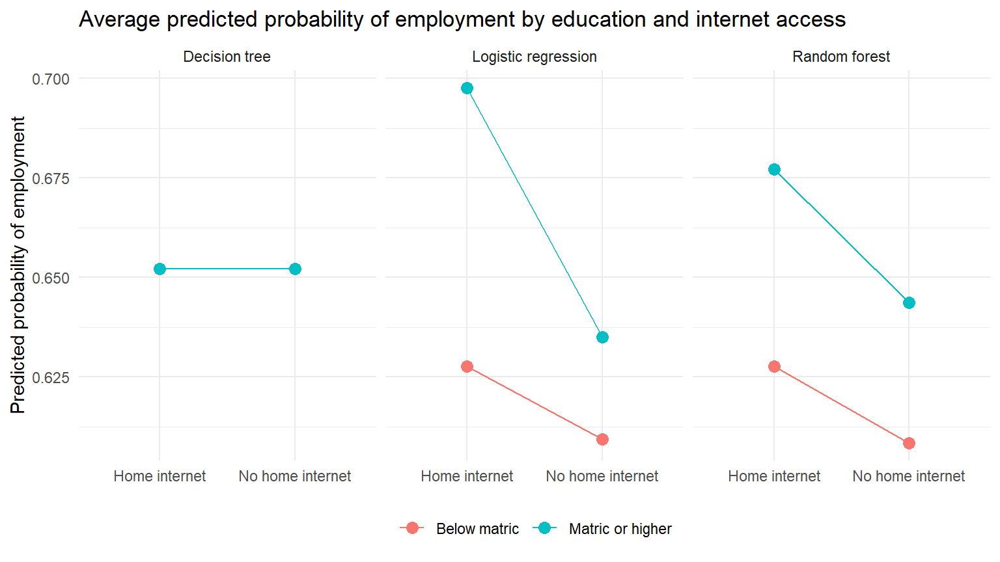 Average predicted probability of employment by education and internet access
Decision tree
Logistic regression
Random forest
Predicted probability of employment
0.700
0.675
0.650
0.625
Home internet
No home internet
Home internet
No home internet
Home internet
No home internet
Below matric
Matric or higher